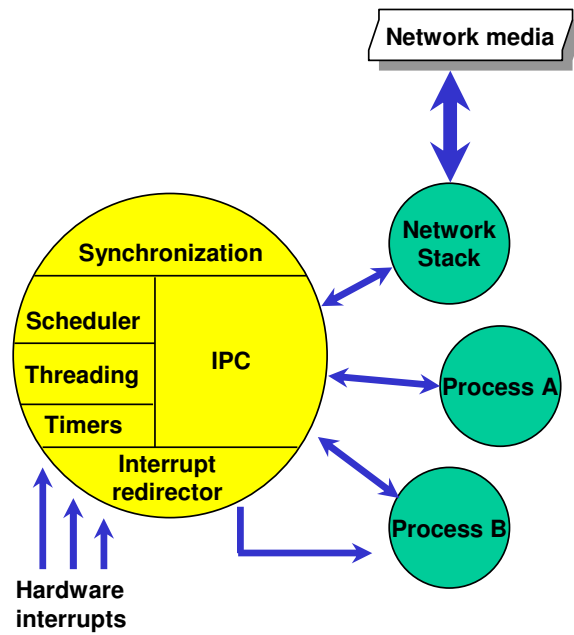 Network media
Network
Stack
Synchronization
Scheduler
IPC
Threading
Process A
Timers
Interrupt
redirector
Process B
Hardware
interrupts